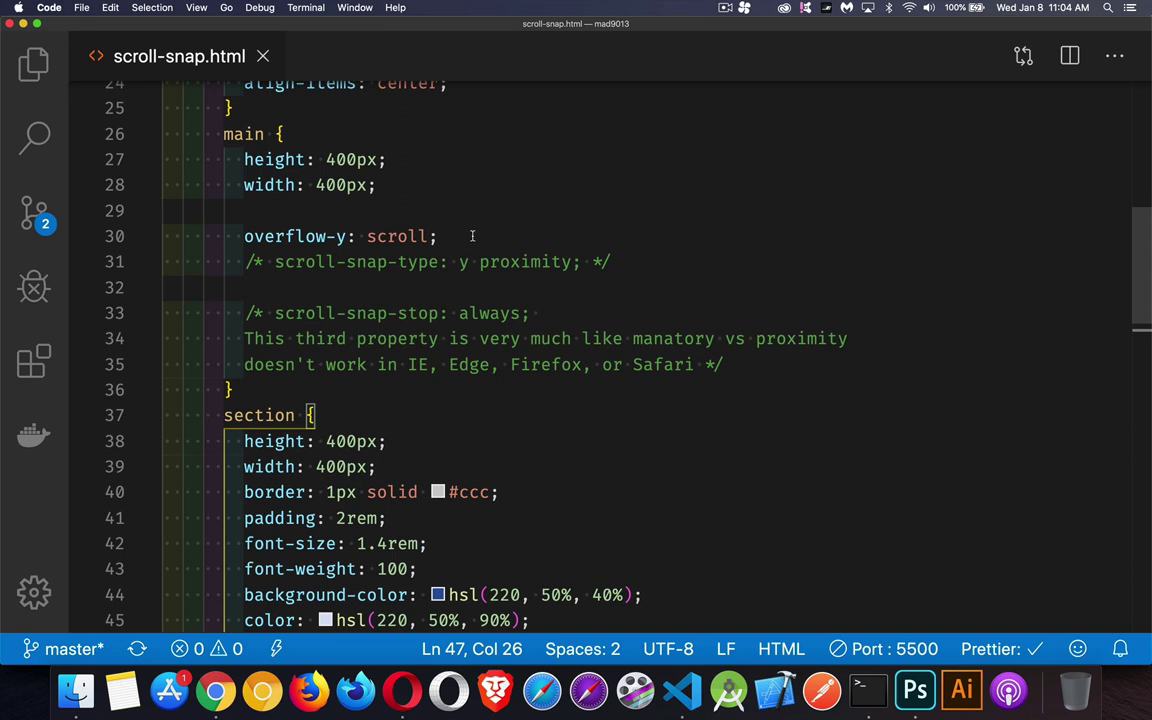 Code File Edit Selection View Go Debug Terminal Window Help 100% Wed Jan 8 11:04 AM
scroll-snap.html — mad9013
<> scroll-snap.html
24 align-items: center;
25 }
26 main {
27 height: 400px;
28 width: 400px;
29
30 overflow-y: scroll;
31 /* scroll-snap-type: y proximity; */
32
33 /* scroll-snap-stop: always;
34 This third property is very much like manatory vs proximity
35 doesn't work in IE, Edge, Firefox, or Safari */
36 }
37 section {
38 height: 400px;
39 width: 400px;
40 border: 1px solid #ccc;
41 padding: 2rem;
42 font-size: 1.4rem;
43 font-weight: 100;
44 background-color: hsl(220, 50%, 40%);
45 color: hsl(220, 50%, 90%);
2
master* 0 0 Ln 47, Col 26 Spaces: 2 UTF-8 LF HTML Port : 5500 Prettier: ✓
1 >_ Ps Ai